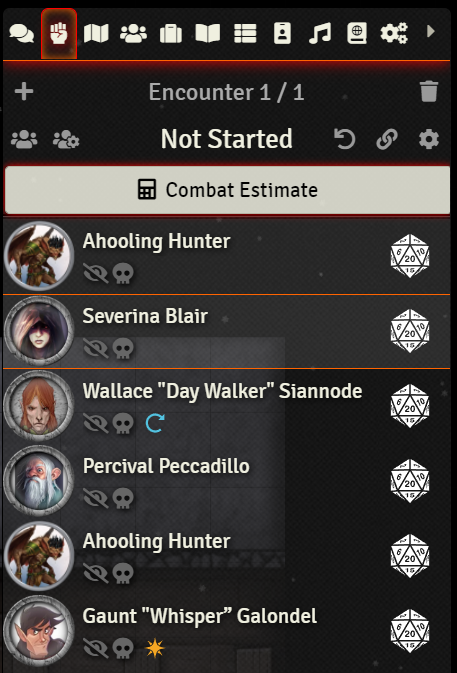 Encounter 1 / 1
Not Started
Combat Estimate
Ahooling Hunter
Severina Blair
Wallace "Day Walker" Siannode
Percival Peccadillo
Ahooling Hunter
Gaunt "Whisper” Galondel